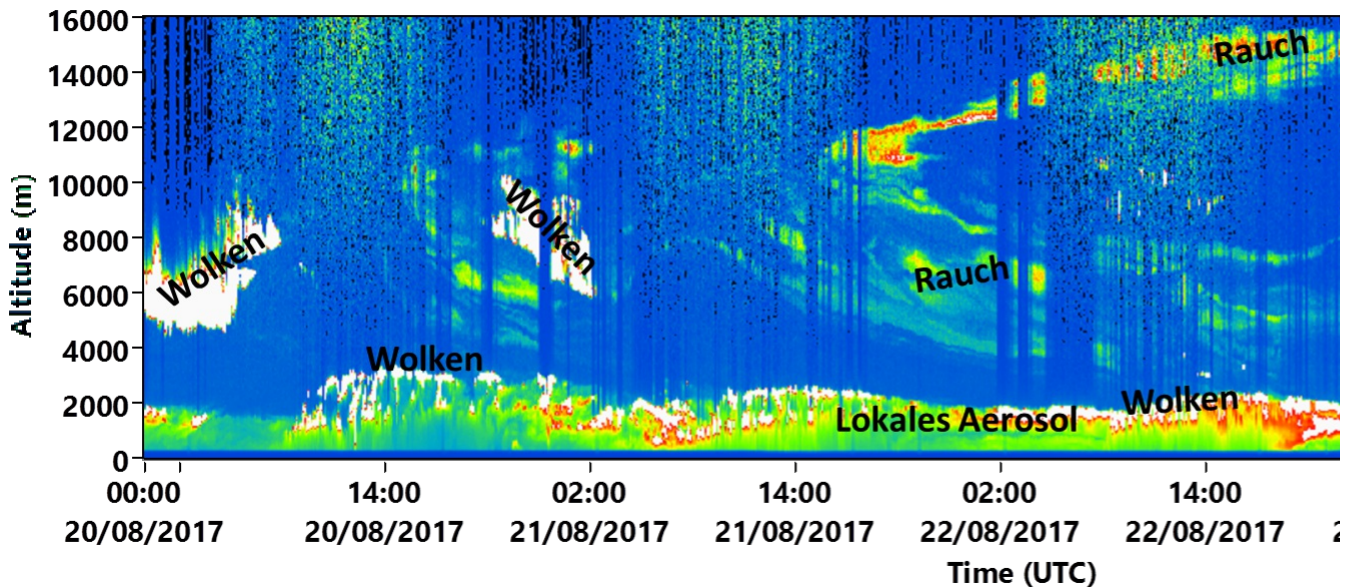 16000
14000
12000
10000
8000
6000
4000
2000
0
Altitude (m)
Rauch
Wolken
Wolken
Rauch
Wolken
Wolken
Lokales Aerosol
00:00 14:00 02:00 14:00 02:00 14:00
20/08/2017 20/08/2017 21/08/2017 21/08/2017 22/08/2017 22/08/2017 2
Time (UTC)